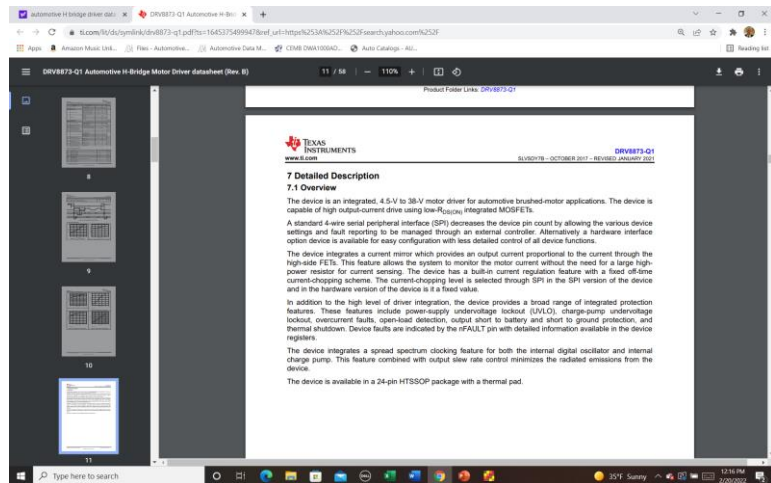 automotive H bridge driver data
DRV8873-Q1 Automotive H-Bri
ti.com/lit/ds/symlink/drv8873-q1.pdf?ts=1645375499947&ref_url=https%253A%252F%252Fsearch.yahoo.com%252F
Apps
Amazon Music Unli...
Files - Automotive...
Automotive Data M...
CEMB DWA1000AD...
Auto Catalogs - AU...
Reading list
DRV8873-Q1 Automotive H-Bridge Motor Driver datasheet (Rev. B)
11 / 58
110%
Product Folder Links: DRV8873-Q1
TEXAS
INSTRUMENTS
www.ti.com
DRV8873-Q1
SLVSDY7B – OCTOBER 2017 – REVISED JANUARY 2021
7 Detailed Description
7.1 Overview
The device is an integrated, 4.5-V to 38-V motor driver for automotive brushed-motor applications. The device is
capable of high output-current drive using low-RDS(ON) integrated MOSFETs.
A standard 4-wire serial peripheral interface (SPI) decreases the device pin count by allowing the various device
settings and fault reporting to be managed through an external controller. Alternatively a hardware interface
option device is available for easy configuration with less detailed control of all device functions.
The device integrates a current mirror which provides an output current proportional to the current through the
high-side FETs. This feature allows the system to monitor the motor current without the need for a large high-
power resistor for current sensing. The device has a built-in current regulation feature with a fixed off-time
current-chopping scheme. The current-chopping level is selected through SPI in the SPI version of the device
and in the hardware version of the device is it a fixed value.
In addition to the high level of driver integration, the device provides a broad range of integrated protection
features. These features include power-supply undervoltage lockout (UVLO), charge-pump undervoltage
lockout, overcurrent faults, open-load detection, output short to battery and short to ground protection, and
thermal shutdown. Device faults are indicated by the nFAULT pin with detailed information available in the device
registers.
The device integrates a spread spectrum clocking feature for both the internal digital oscillator and internal
charge pump. This feature combined with output slew rate control minimizes the radiated emissions from the
device.
The device is available in a 24-pin HTSSOP package with a thermal pad.
8
9
10
11
Type here to search
35°F Sunny
12:16 PM
2/20/2022